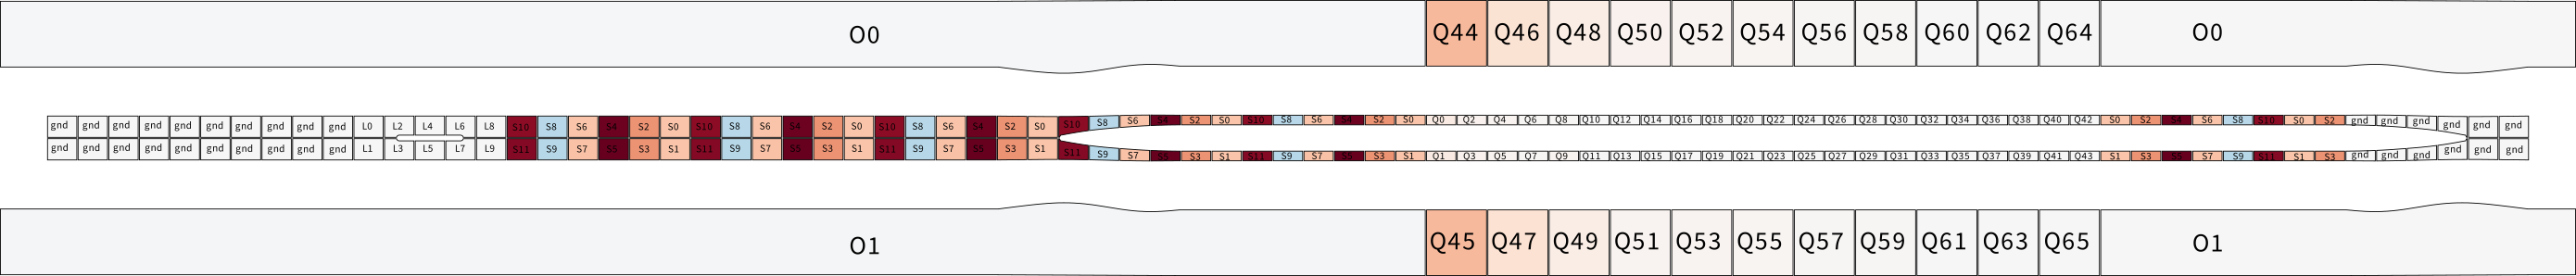 O0 Q44 Q46 Q48 Q50 Q52 Q54 Q56 Q58 Q60 Q62 Q64 O0
gnd gnd gnd gnd gnd gnd gnd gnd gnd gnd L0 L2 L4 L6 L8 S10 S8 S6 S4 S2 S0 S10 S8 S6 S4 S2 S0 S10 S8 S6 S4 S2 S0 S10 S8 S6 S4 S2 S0 S10 S8 S6 S4 S2 S0 Q0 Q2 Q4 Q6 Q8 Q10 Q12 Q14 Q16 Q18 Q20 Q22 Q24 Q26 Q28 Q30 Q32 Q34 Q36 Q38 Q40 Q42 S0 S2 S4 S6 S8 S10 S0 S2 gnd gnd gnd gnd gnd gnd
gnd gnd gnd gnd gnd gnd gnd gnd gnd gnd L1 L3 L5 L7 L9 S11 S9 S7 S5 S3 S1 S11 S9 S7 S5 S3 S1 S11 S9 S7 S5 S3 S1 S11 S9 S7 S5 S3 S1 S11 S9 S7 S5 S3 S1 Q1 Q3 Q5 Q7 Q9 Q11 Q13 Q15 Q17 Q19 Q21 Q23 Q25 Q27 Q29 Q31 Q33 Q35 Q37 Q39 Q41 Q43 S1 S3 S5 S7 S9 S11 S1 S3 gnd gnd gnd gnd gnd gnd
O1 Q45 Q47 Q49 Q51 Q53 Q55 Q57 Q59 Q61 Q63 Q65 O1